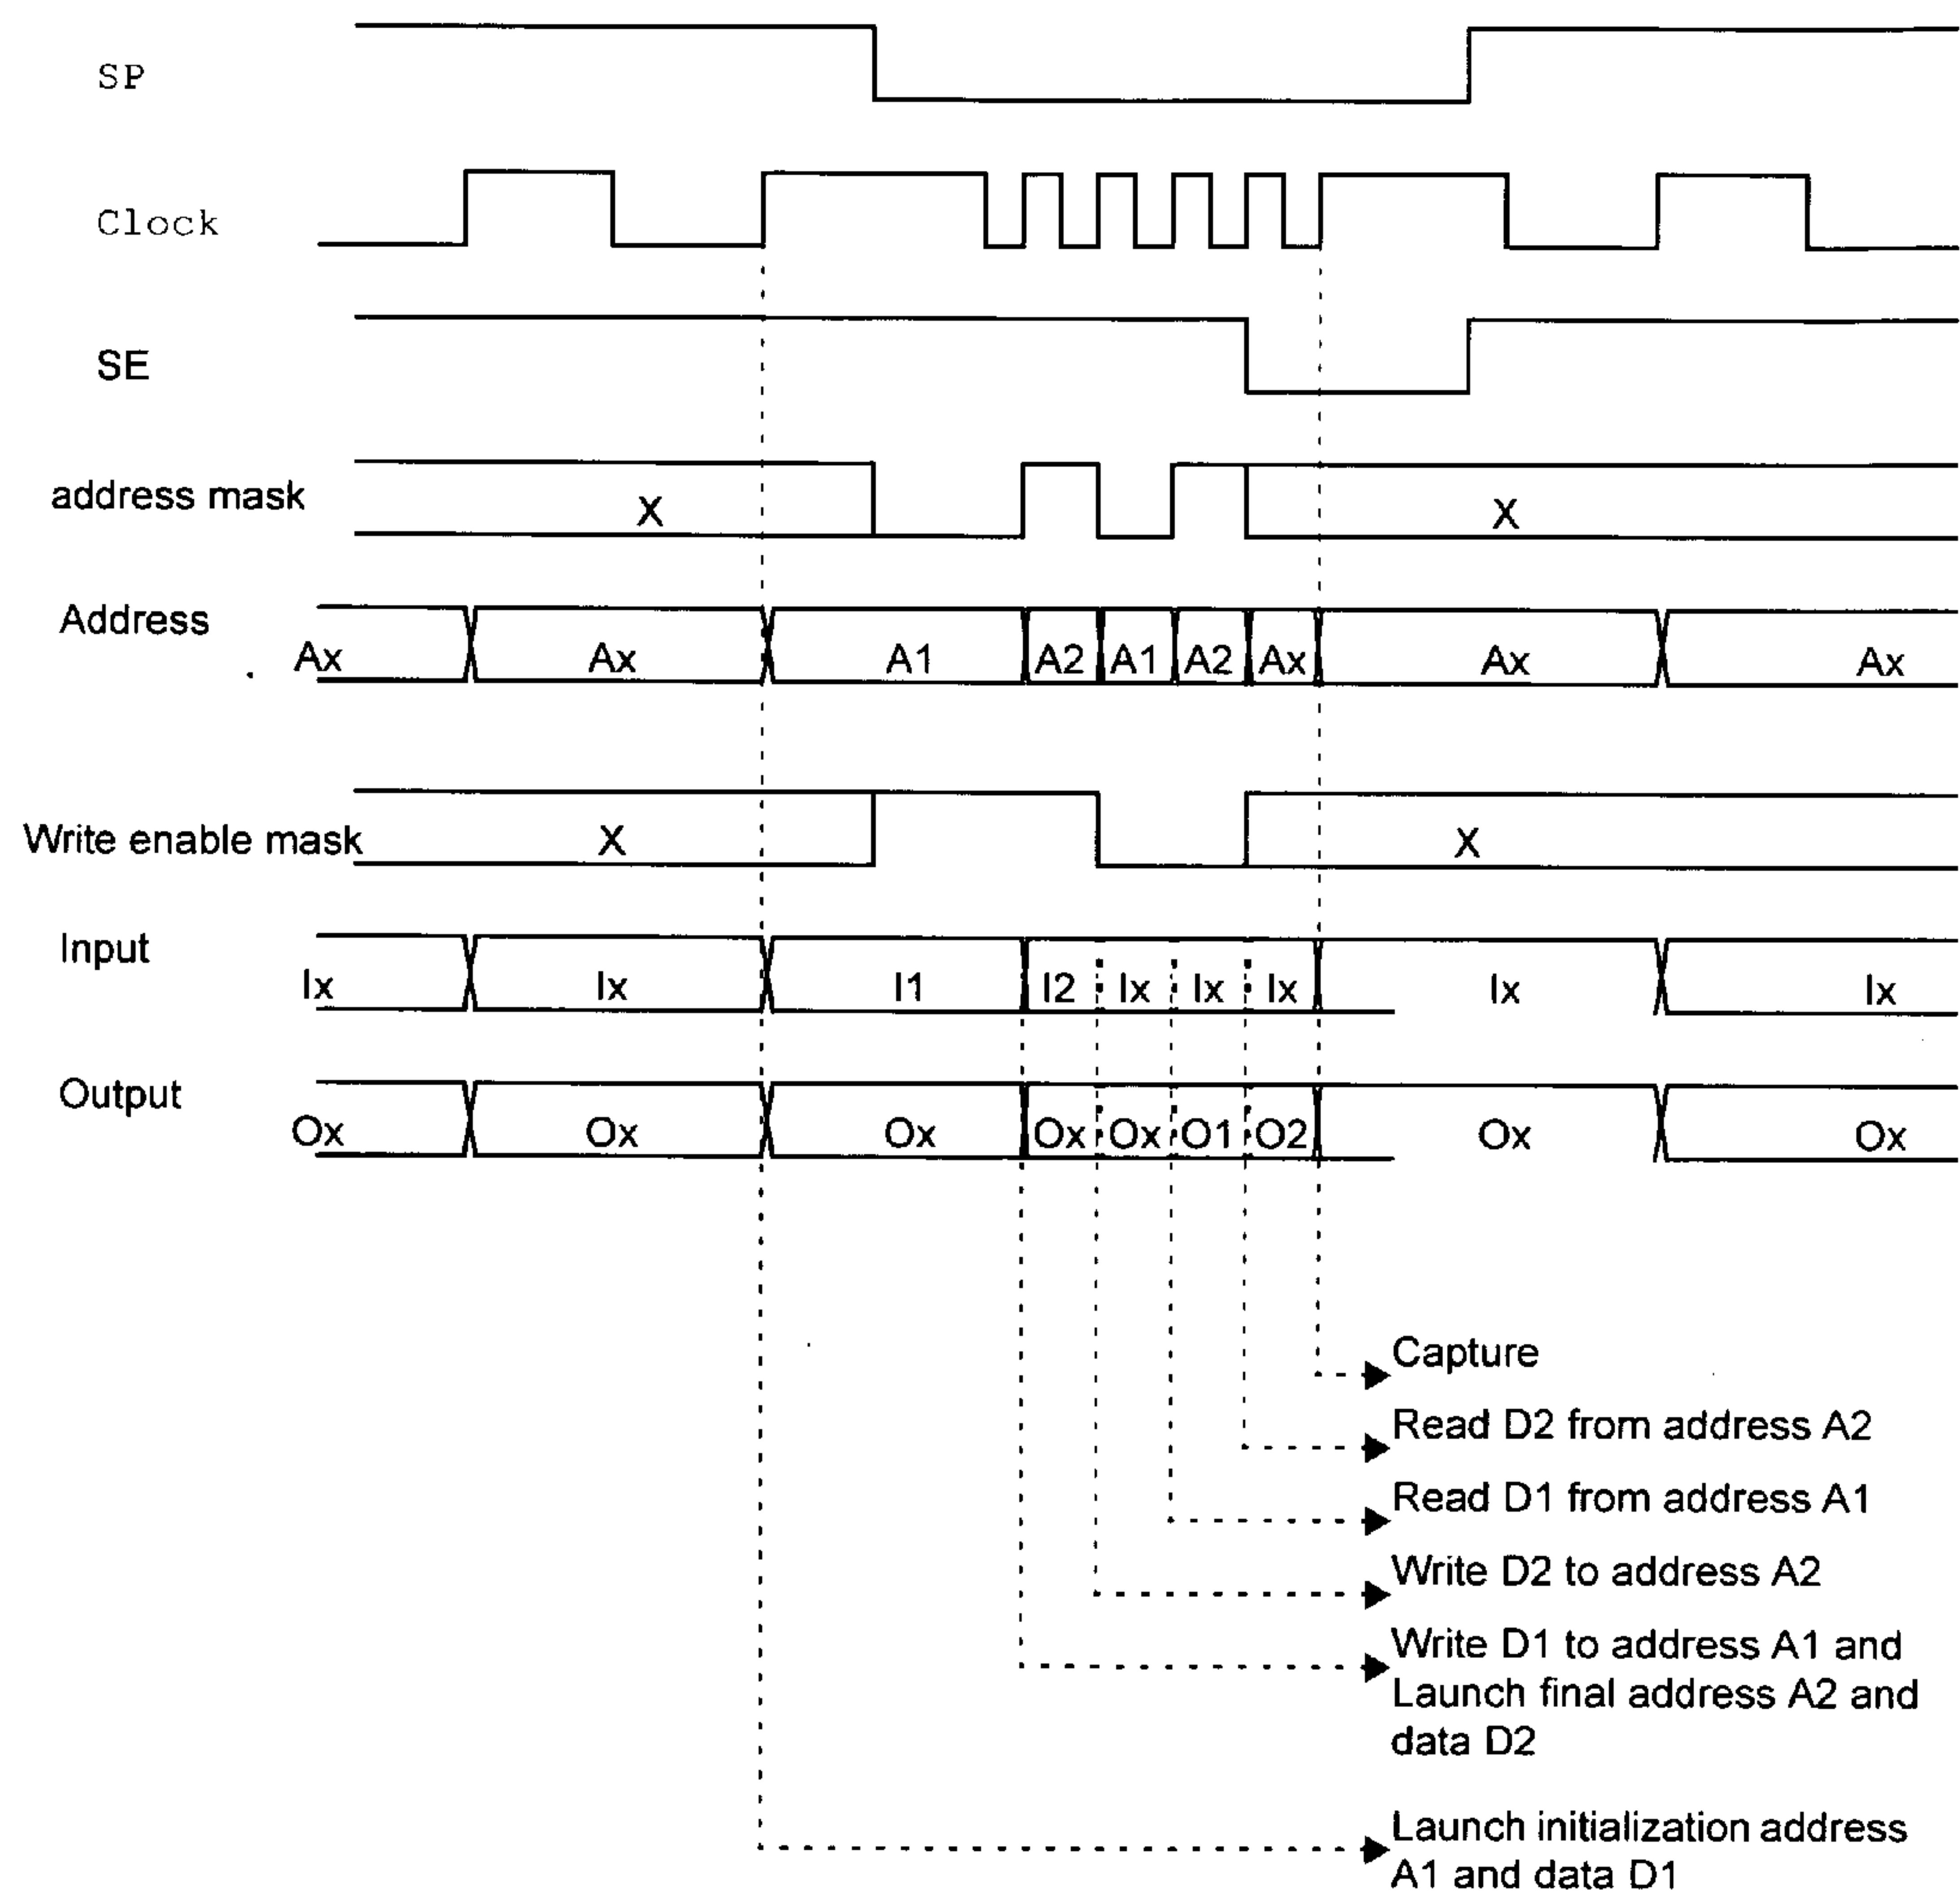 SP
Clock
SE
address mask
X
X
Address
Ax
Ax
A1
A2
A1
A2
Ax
Ax
Ax
Write enable mask
X
X
Input
Ix
Ix
I1
I2
Ix
Ix
Ix
Ix
Ix
Output
Ox
Ox
Ox
Ox
Ox
O1
O2
Ox
Ox
Capture
Read D2 from address A2
Read D1 from address A1
Write D2 to address A2
Write D1 to address A1 and
Launch final address A2 and
data D2
Launch initialization address
A1 and data D1